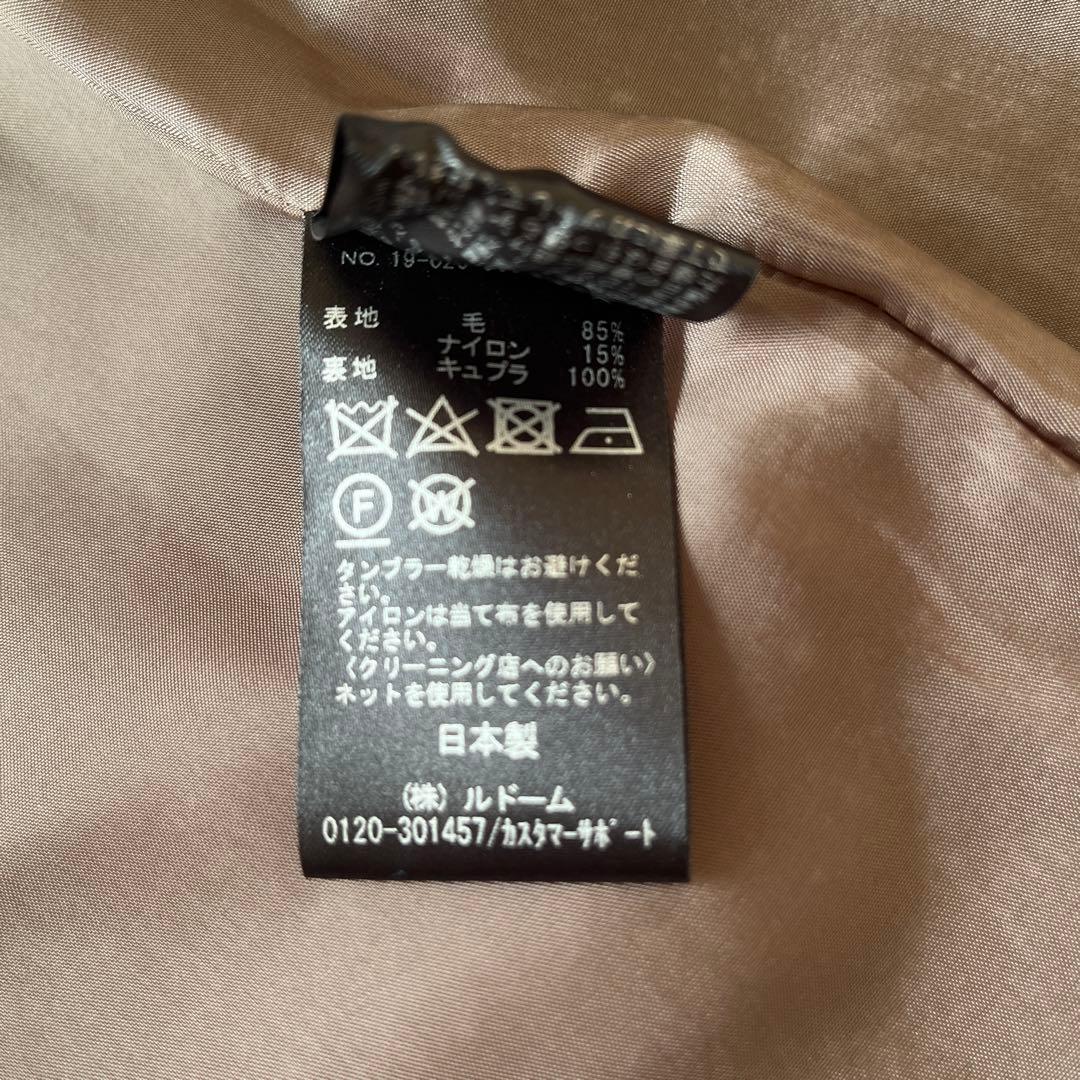 NO. 19-020
表地 毛 85%
ナイロン 15%
裏地 キュプラ 100%
F W
タンブラー乾燥はお避けくだ
さい。
アイロンは当て布を使用して
ください。
〈クリーニング店へのお願い〉
ネットを使用してください。
日本製
(株)ルドーム
0120-301457/カスタマーサポート